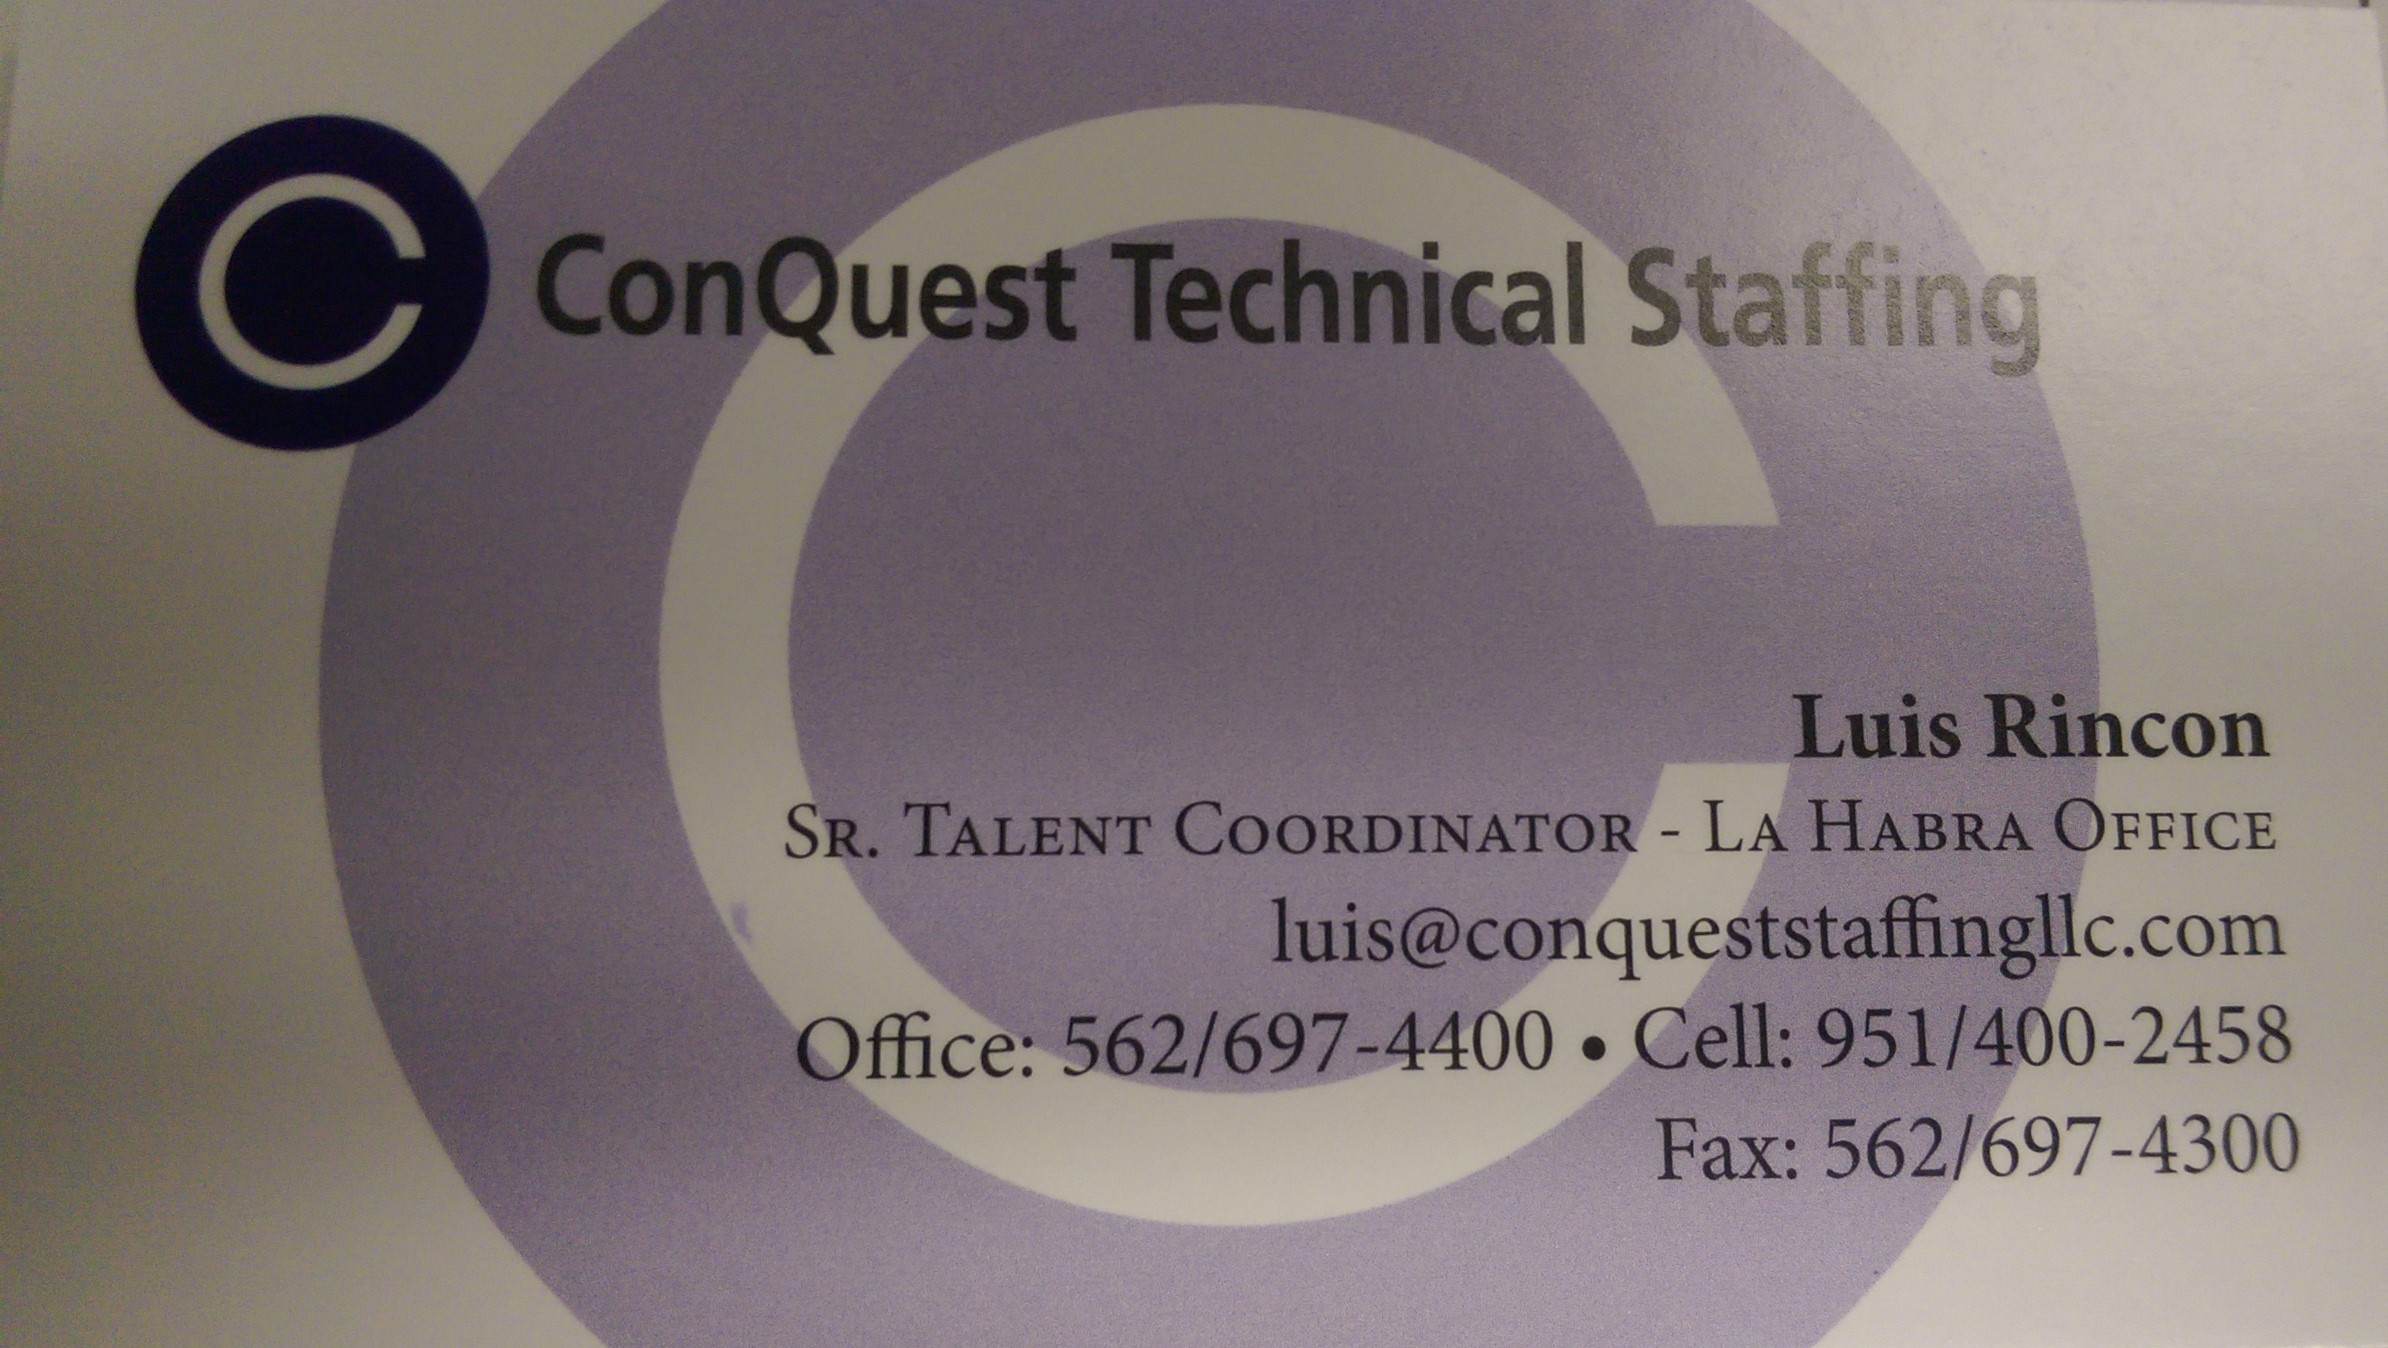 ConQuest Technical Staffing
Luis Rincon
Sr. Talent Coordinator - La Habra Office
luis@conqueststaffingllc.com
Office: 562/697-4400 • Cell: 951/400-2458
Fax: 562/697-4300